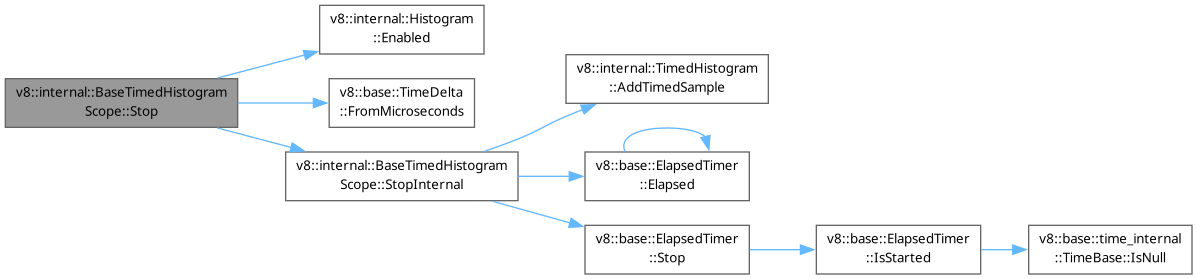 v8::internal::Histogram
::Enabled
v8::internal::TimedHistogram
::AddTimedSample
v8::internal::BaseTimedHistogram
Scope::Stop
v8::base::TimeDelta
::FromMicroseconds
v8::internal::BaseTimedHistogram
Scope::StopInternal
v8::base::ElapsedTimer
::Elapsed
v8::base::ElapsedTimer
::Stop
v8::base::ElapsedTimer
::IsStarted
v8::base::time_internal
::TimeBase::IsNull